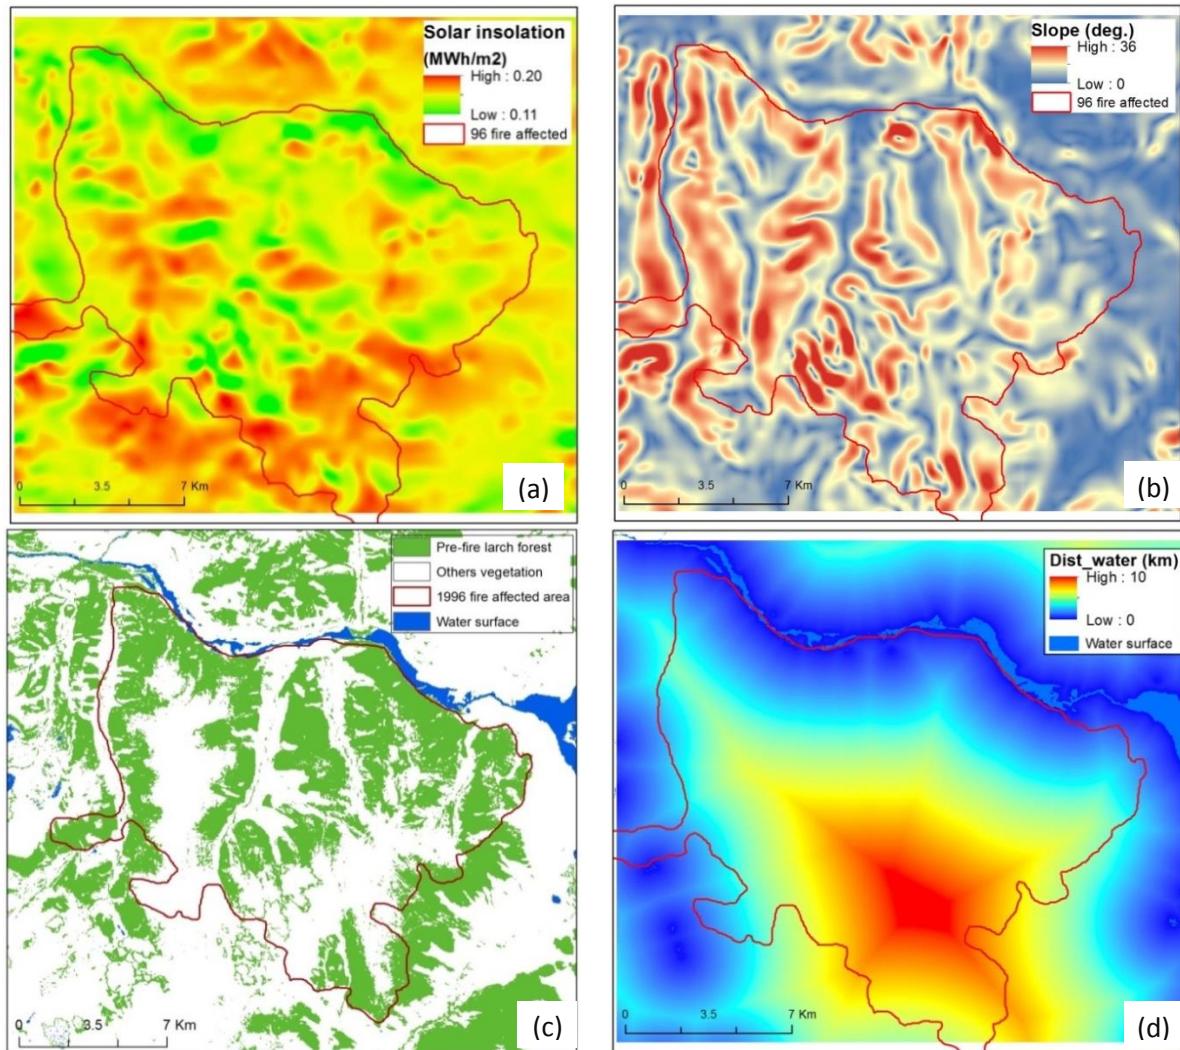 Solar insolation
(MWh/m2)
High : 0.20
Low : 0.11
96 fire affected
0 3.5 7 Km
(a)
Slope (deg.)
High : 36
Low : 0
96 fire affected
0 3.5 7 Km
(b)
Pre-fire larch forest
Others vegetation
1996 fire affected area
Water surface
0 3.5 7 Km
(c)
Dist_water (km)
High : 10
Low : 0
Water surface
0 3.5 7 Km
(d)